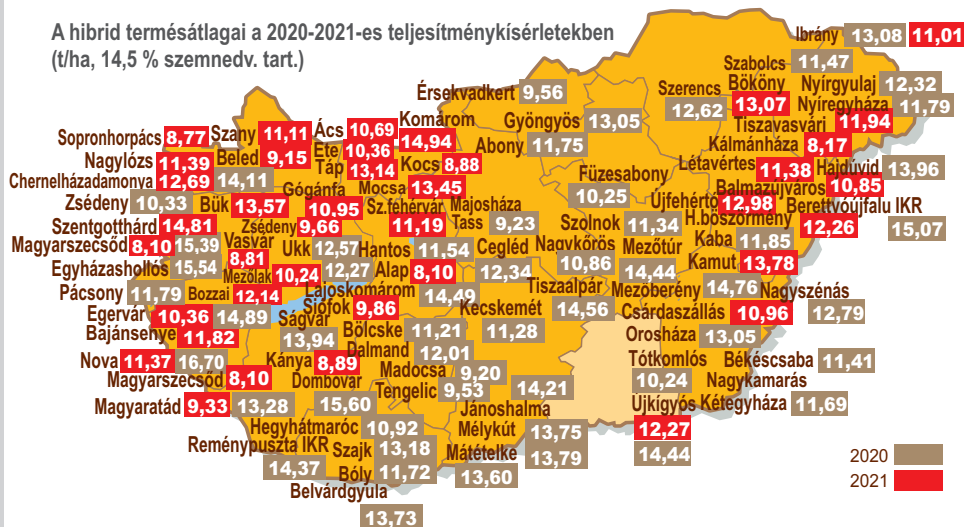 A hibrid termésátlagai a 2020-2021-es teljesítménykísérletekben
(t/ha, 14,5 % szemnedv. tart.)
Ibrány 13,08 11,01
Szabolcs 11,47
Érsekvadkert 9,56
Szerencs 12,62
Bököny 13,07
Nyírgyulaj 12,32
Nyíregyháza 11,79
Gyöngyös 13,05
Tiszavasvári 11,94
Komárom 14,94
Ács 10,69
Szany 11,11
Sopronhorpács 8,77
Abony 11,75
Kálmánháza 8,17
Ete 10,36
Beled 9,15
Nagylózs 11,39
Táp 13,14
Kocs 8,88
Létavértes 11,38
Hajdúvid 13,96
Chernelházadamonya 12,69 14,11
Gógánfa 10,95
Mocsa 13,45
Füzesabony 10,25
Balmazújváros 10,85
Zsédeny 10,33
Bük 13,57
Sz.fehérvár 11,19
Majósháza
Újfehértó 12,98
Berettyóújfalu IKR 12,26 15,07
Szentgotthárd 14,81
Zsédeny 9,66
Tass 9,23
Szolnok 11,34
H.böszörmény
Magyarszecsőd 8,10 15,39
Vasvár 8,81
Ukk 12,57
Hantos 11,54
Cegléd 12,34
Nagykőrös 10,86
Mezőtúr 14,44
Kaba 11,85
Egyházashollós 15,54
Mezőlak 10,24 12,27
Alap 8,10
Kamut 13,78
Pácsony 11,79
Bozzai 12,14
Lajoskomárom 14,49
Tiszaalpár 14,56
Mezőberény 14,76
Nagyszénás 12,79
Egervár 10,36 14,89
Siófok 9,86
Kecskemét 11,28
Csárdaszállás 10,96
Bajánsenye 11,82
Ságvár 13,94
Bölcske 11,21
Orosháza 13,05
Dalmand 12,01
Nova 11,37 16,70
Kánya 8,89
Madocsa 9,20
Tótkomlós 10,24
Békéscsaba 11,41
Magyarszecsőd 8,10
Dombóvár 15,60
Tengelic 9,53
14,21
Nagykamarás
Magyaratád 9,33 13,28
Jánoshalma
Újkígyós 12,27 14,44
Kétegyháza 11,69
Hegyhátmaróc 10,92
Mélykút 13,75
Reménypuszta IKR 14,37
Szajk 13,18
Mátételke 13,79
13,60
Bóly 11,72
2020
Belvárdgyula 13,73
2021